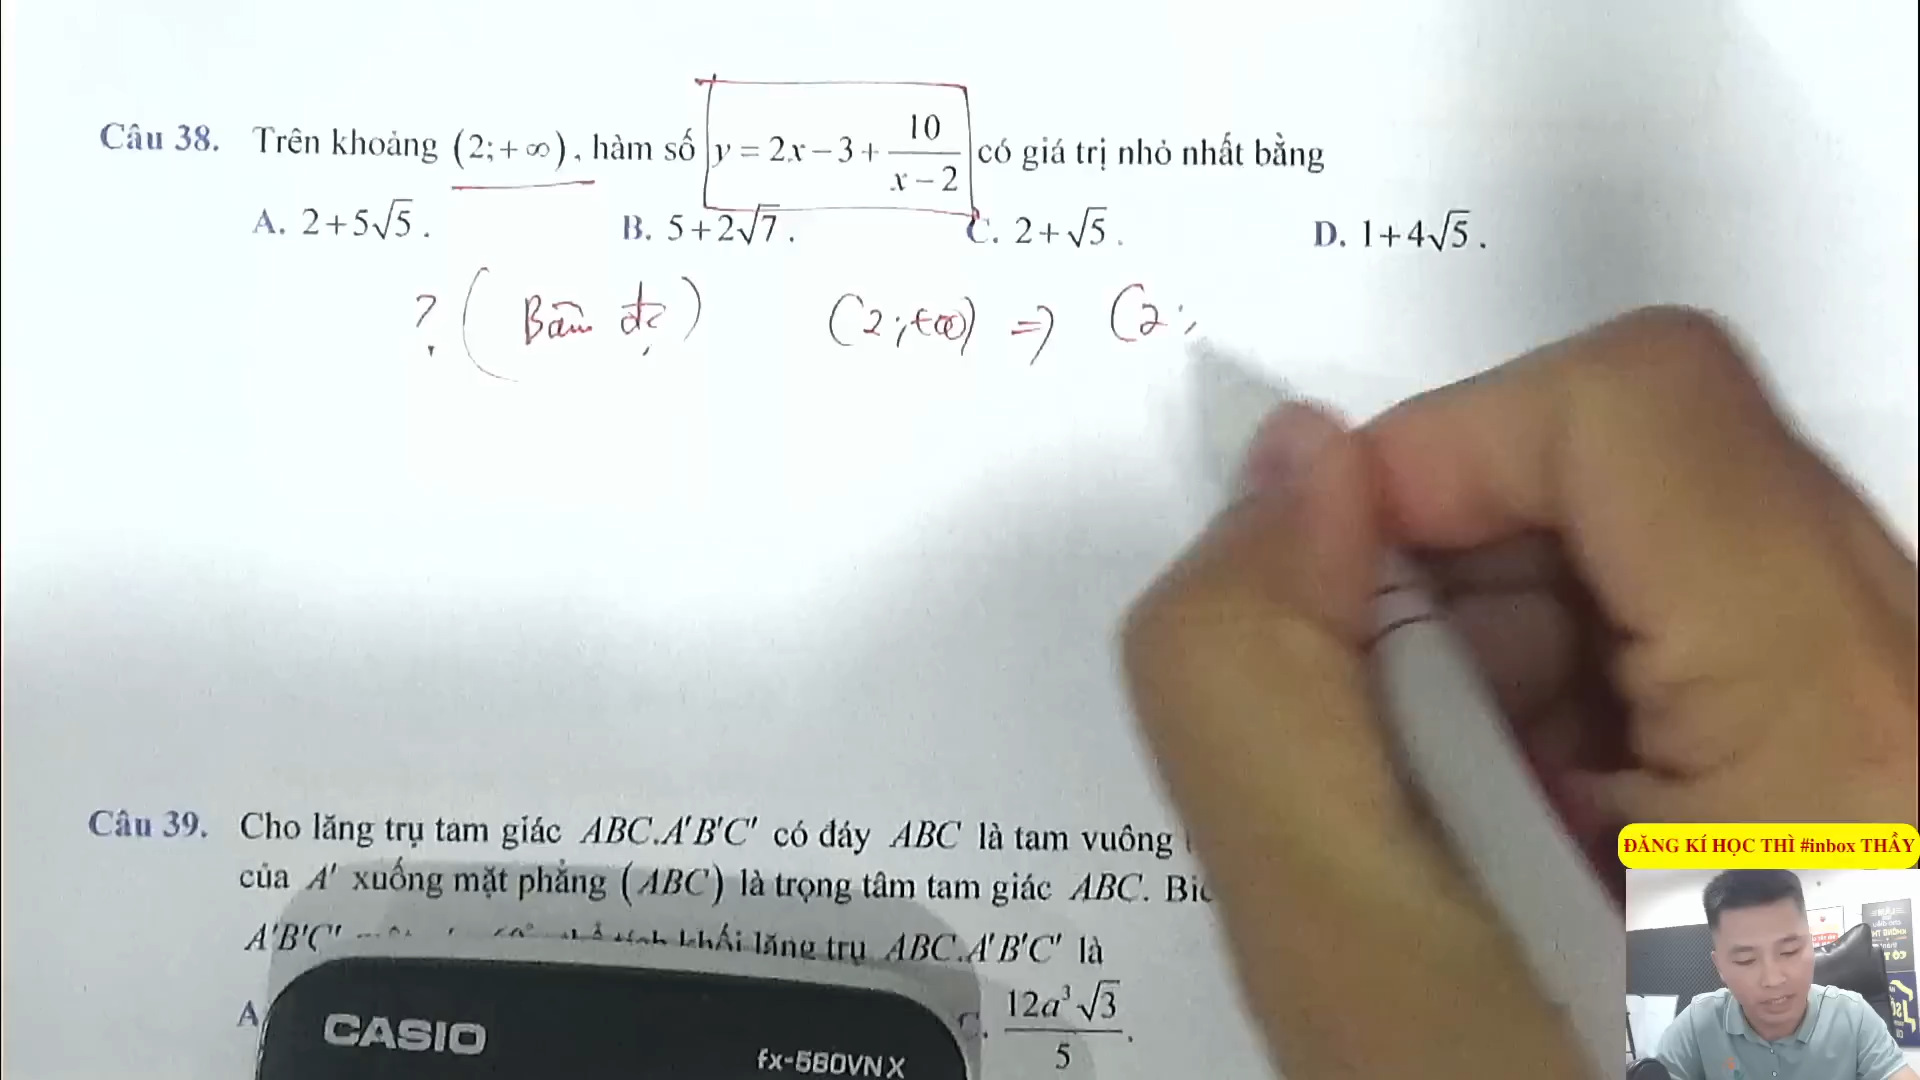 Câu 38. Trên khoảng (2;+∞), hàm số y = 2x − 3 + 10/(x − 2) có giá trị nhỏ nhất bằng
A. 2+5√5. B. 5+2√7. C. 2+√5. D. 1+4√5.
? ( Bấm đc ) (2;+∞) ⇒ (2;
Câu 39. Cho lăng trụ tam giác ABC.A'B'C' có đáy ABC là tam vuông
của A' xuống mặt phẳng (ABC) là trọng tâm tam giác ABC.
A'B'C' khối lăng trụ ABC.A'B'C' là
A C. 12a³√3/5.
CASIO
fx-580VN X
ĐĂNG KÍ HỌC THÌ #inbox THẦY